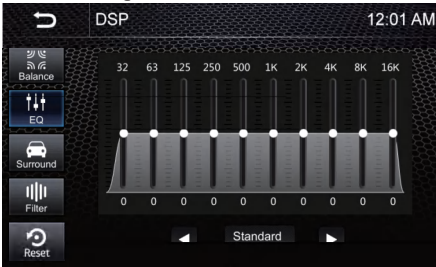 DSP 12:01 AM
Balance
EQ
Surround
Filter
Reset
32 63 125 250 500 1K 2K 4K 8K 16K
0 0 0 0 0 0 0 0 0 0
Standard